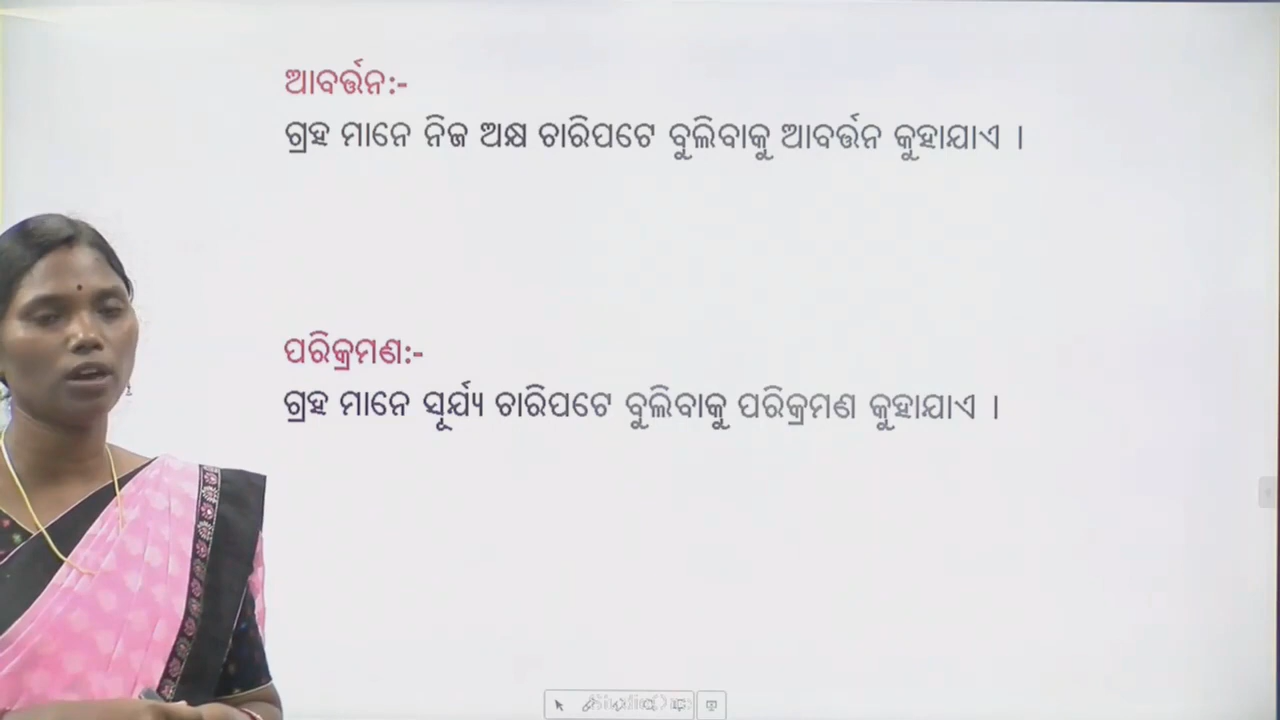 ଆବର୍ତ୍ତନ:-
ଗ୍ରହ ମାନେ ନିଜ ଅକ୍ଷ ଚାରିପଟେ ବୁଲିବାକୁ ଆବର୍ତ୍ତନ କୁହାଯାଏ ।
ପରିକ୍ରମଣ:-
ଗ୍ରହ ମାନେ ସୂର୍ଯ୍ୟ ଚାରିପଟେ ବୁଲିବାକୁ ପରିକ୍ରମଣ କୁହାଯାଏ ।